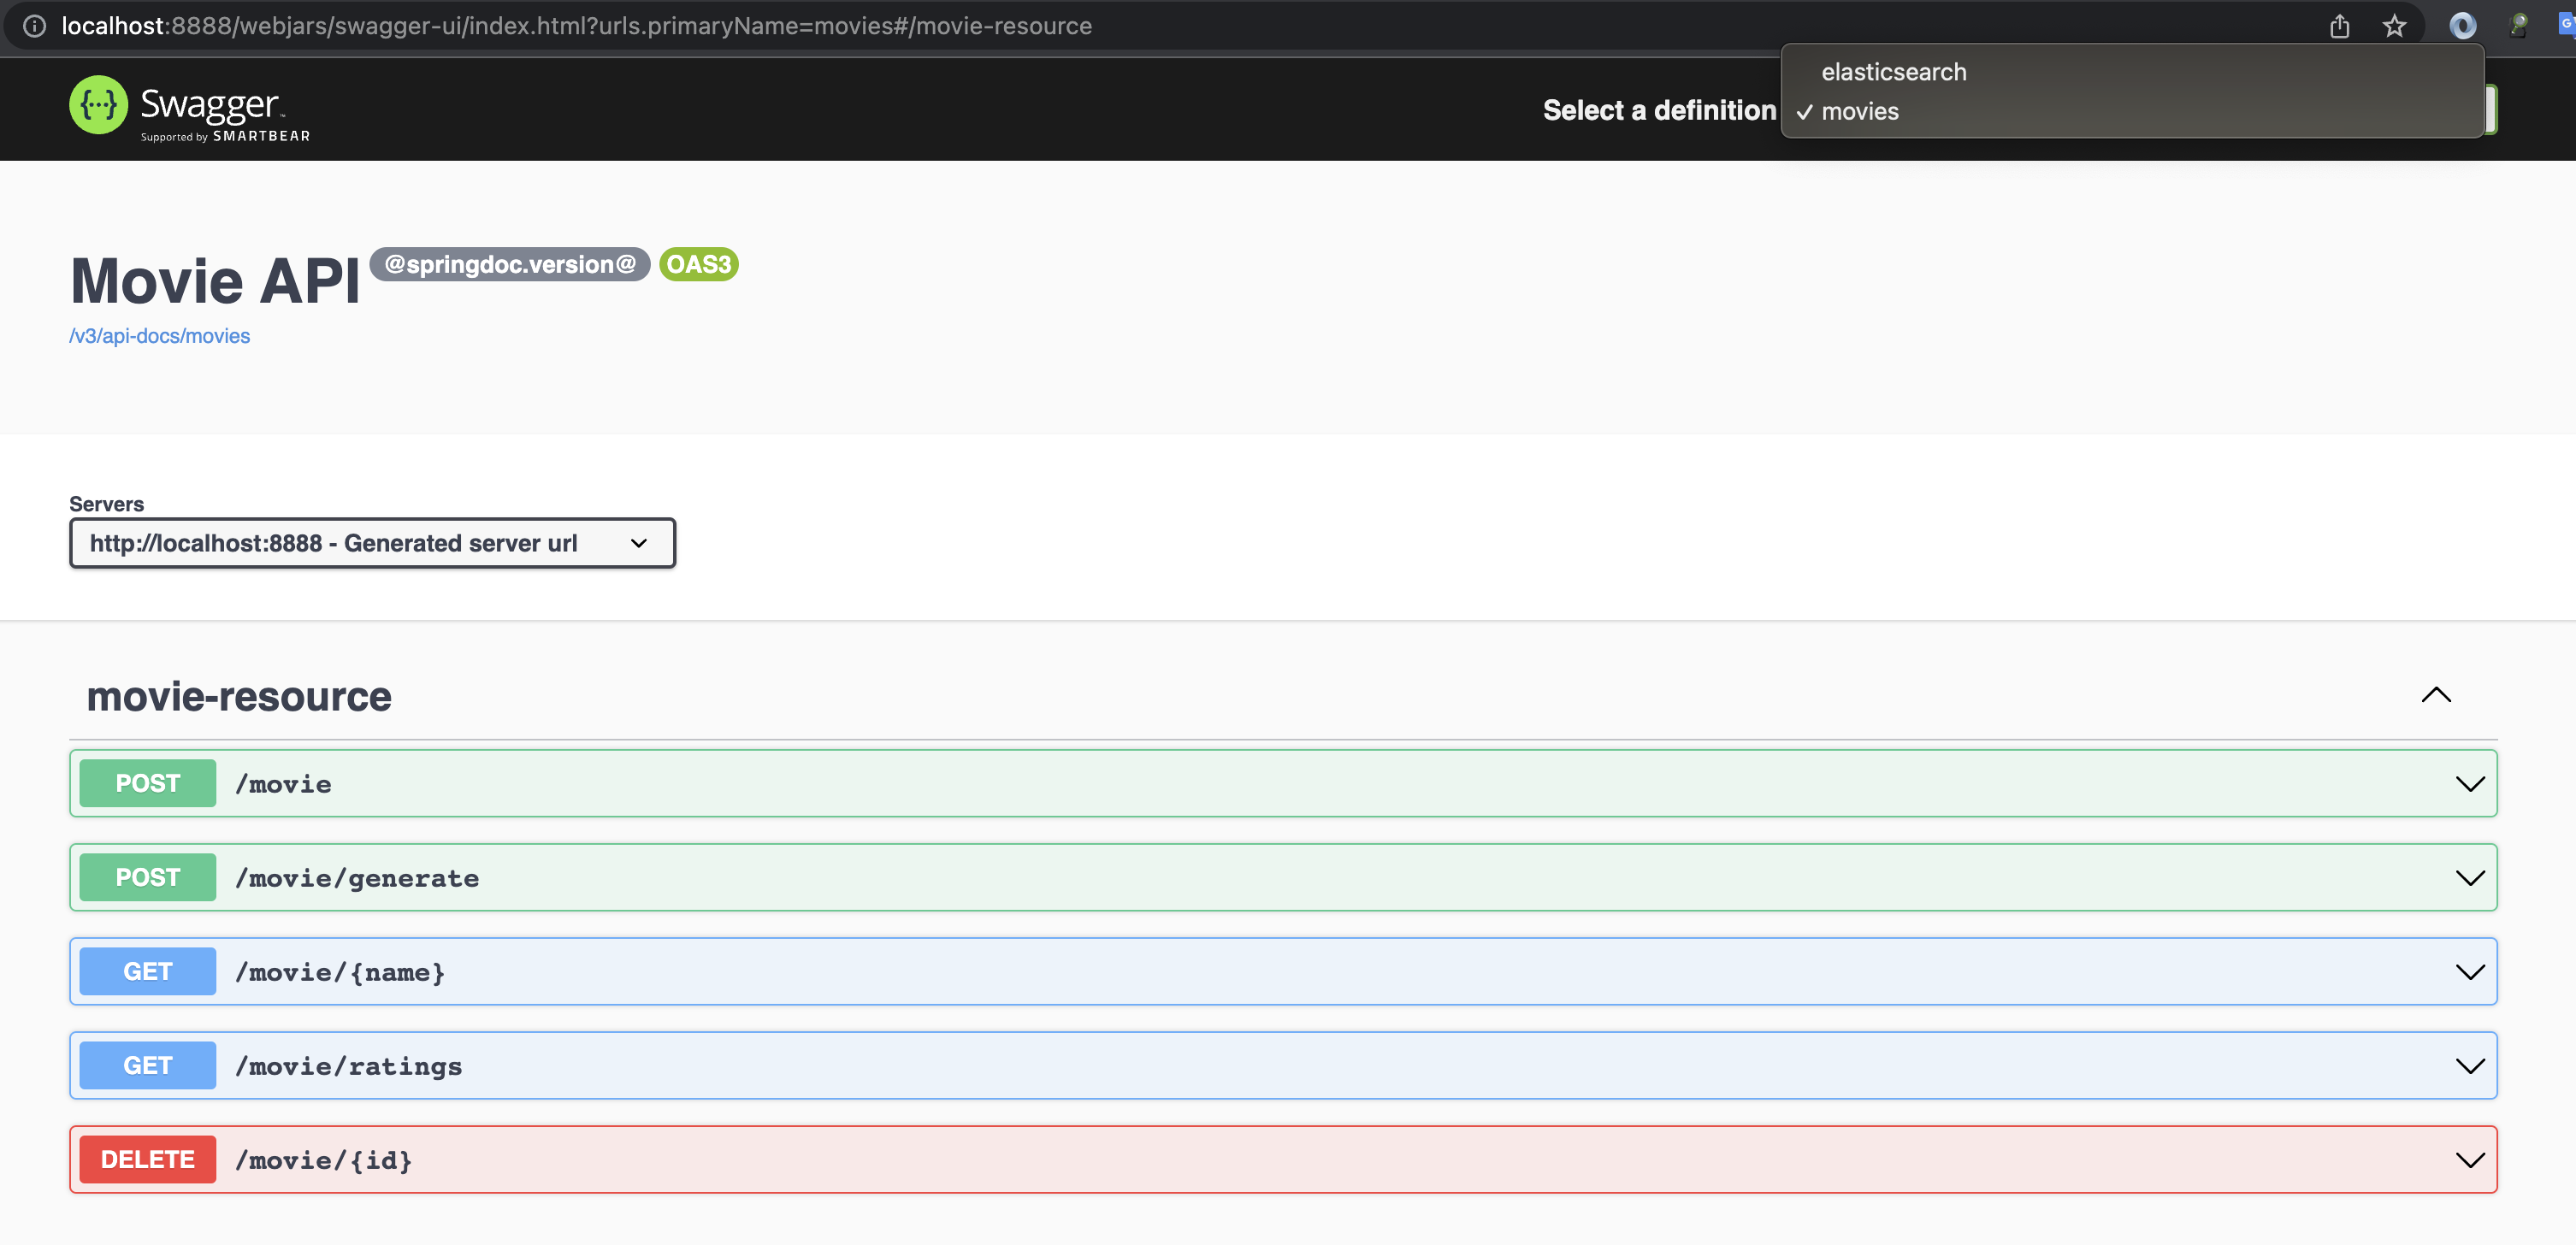 localhost:8888/webjars/swagger-ui/index.html?urls.primaryName=movies#/movie-resource
elasticsearch
{···} Swagger™
Supported by SMARTBEAR
Select a definition
✓ movies
Movie API @springdoc.version@ OAS3
/v3/api-docs/movies
Servers
http://localhost:8888 - Generated server url
movie-resource
POST /movie
POST /movie/generate
GET /movie/{name}
GET /movie/ratings
DELETE /movie/{id}